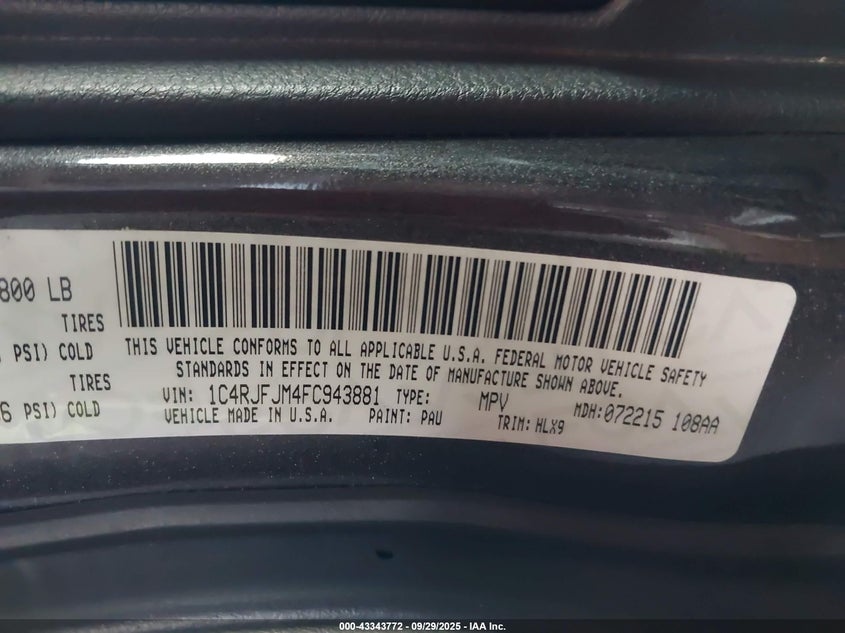 800 LB
TIRES
PSI) COLD
TIRES
6 PSI) COLD
THIS VEHICLE CONFORMS TO ALL APPLICABLE U.S.A. FEDERAL MOTOR VEHICLE SAFETY
STANDARDS IN EFFECT ON THE DATE OF MANUFACTURE SHOWN ABOVE.
VIN: 1C4RJFJM4FC943881 TYPE: MPV MDH:072215 108AA
VEHICLE MADE IN U.S.A. PAINT: PAU TRIM: HLX9
000-43343772 - 09/29/2025 - IAA Inc.